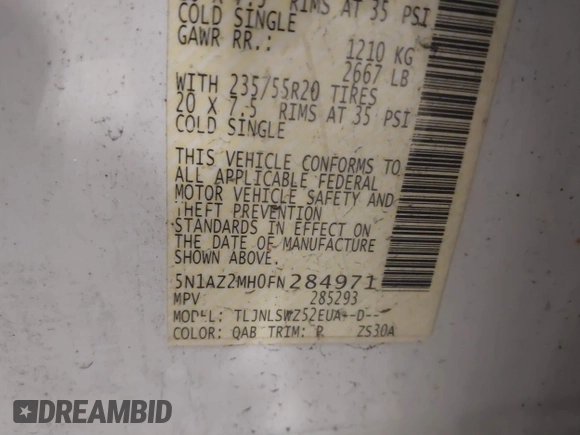 X 7.5 RIMS AT 35 PSI
COLD SINGLE
GAWR RR.: 1210 KG
2667 LB
WITH 235/55R20 TIRES
20 X 7.5 RIMS AT 35 PSI
COLD SINGLE
THIS VEHICLE CONFORMS TO
ALL APPLICABLE FEDERAL
MOTOR VEHICLE SAFETY AND
THEFT PREVENTION
STANDARDS IN EFFECT ON
THE DATE OF MANUFACTURE
SHOWN ABOVE.
5N1AZ2MH0FN284971
MPV 285293
MODEL: TLJNLSWZ52EUA--D--
COLOR: QAB TRIM: P ZS30A
DREAMBID